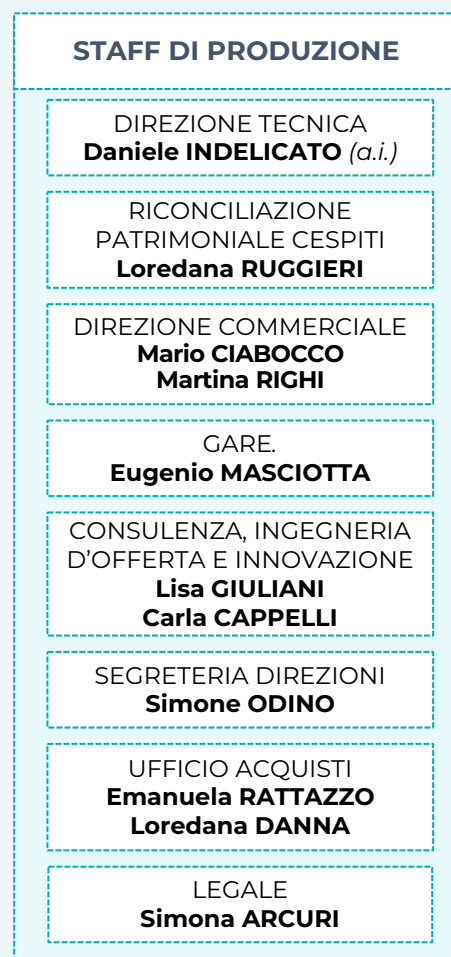 STAFF DI PRODUZIONE
DIREZIONE TECNICA
Daniele INDELICATO (a.i.)
RICONCILIAZIONE
PATRIMONIALE CESPITI
Loredana RUGGIERI
DIREZIONE COMMERCIALE
Mario CIABOCCO
Martina RIGHI
GARE.
Eugenio MASCIOTTA
CONSULENZA, INGEGNERIA
D’OFFERTA E INNOVAZIONE
Lisa GIULIANI
Carla CAPPELLI
SEGRETERIA DIREZIONI
Simone ODINO
UFFICIO ACQUISTI
Emanuela RATTAZZO
Loredana DANNA
LEGALE
Simona ARCURI